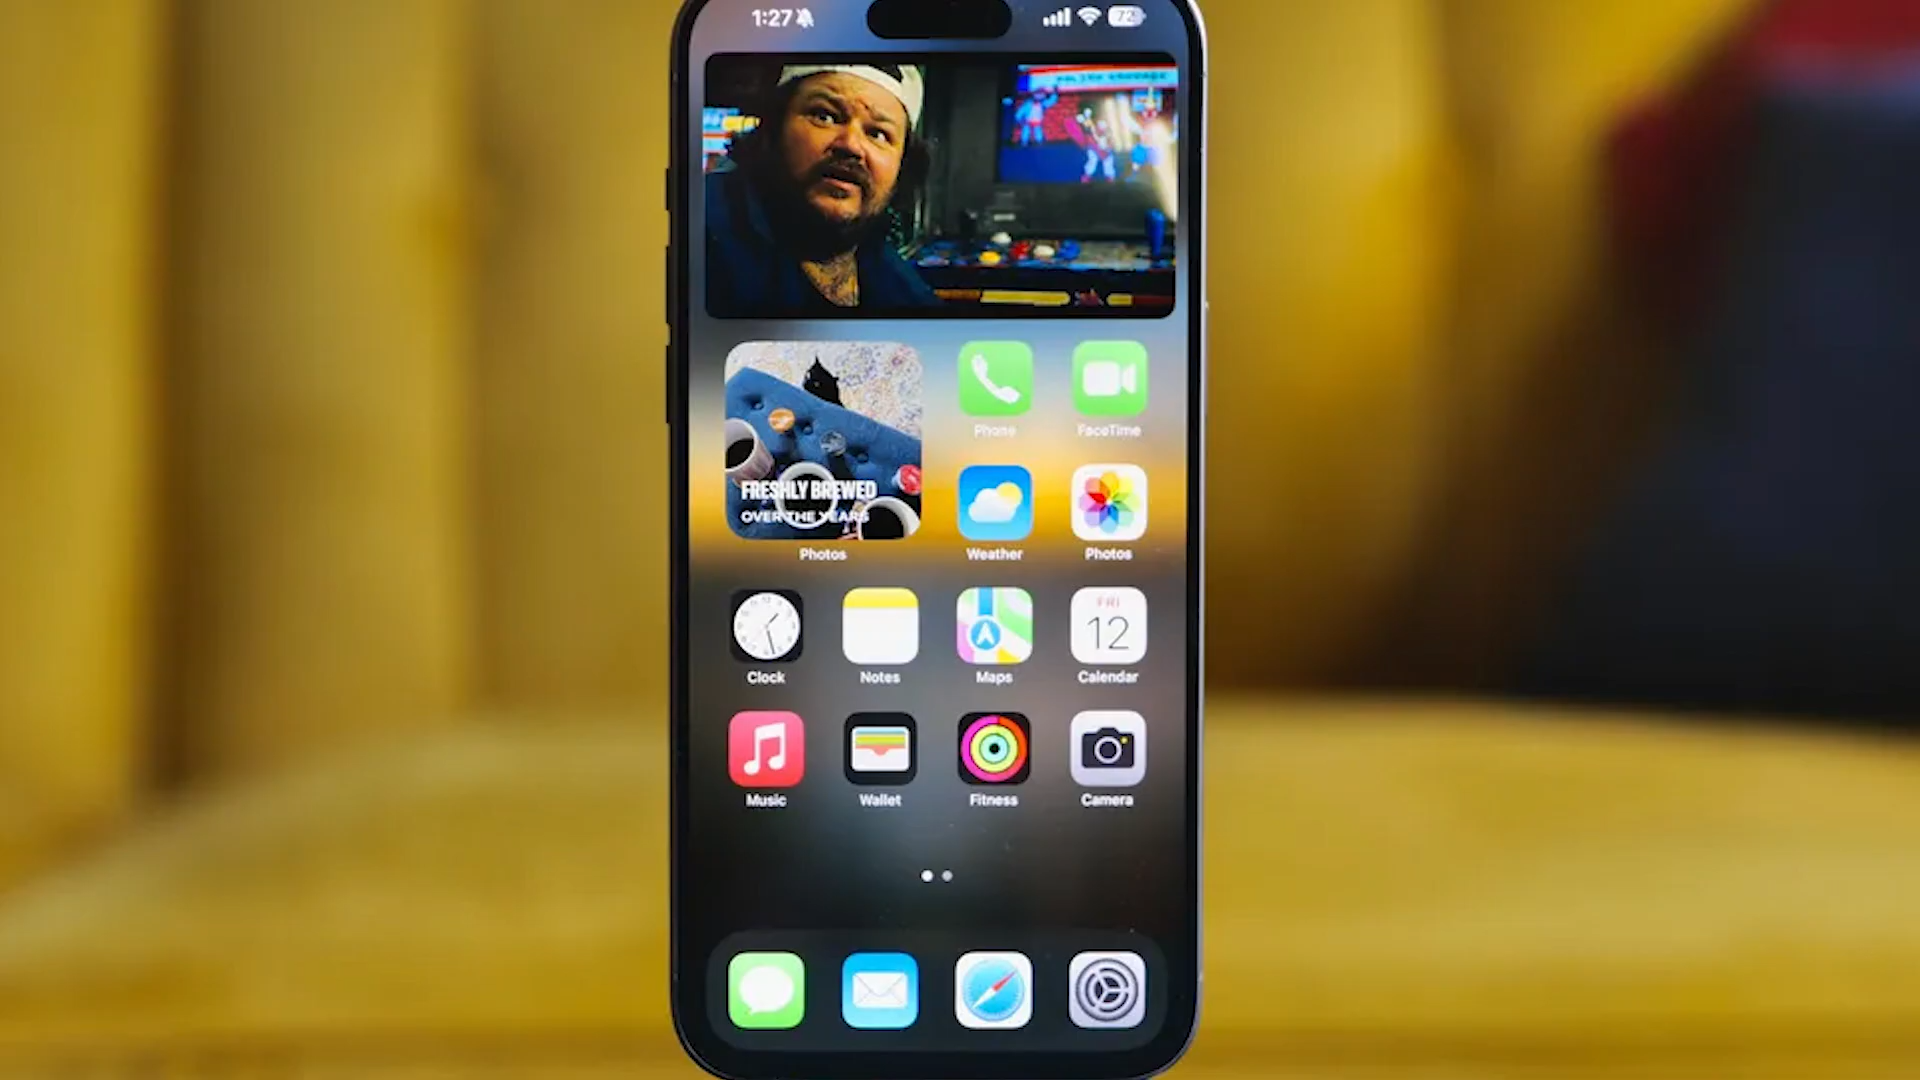 1:27
72
FRESHLY BREWED
OVER THE YEARS
Photos
Phone
FaceTime
Weather
Photos
FRI
12
Clock
Notes
Maps
Calendar
Music
Wallet
Fitness
Camera